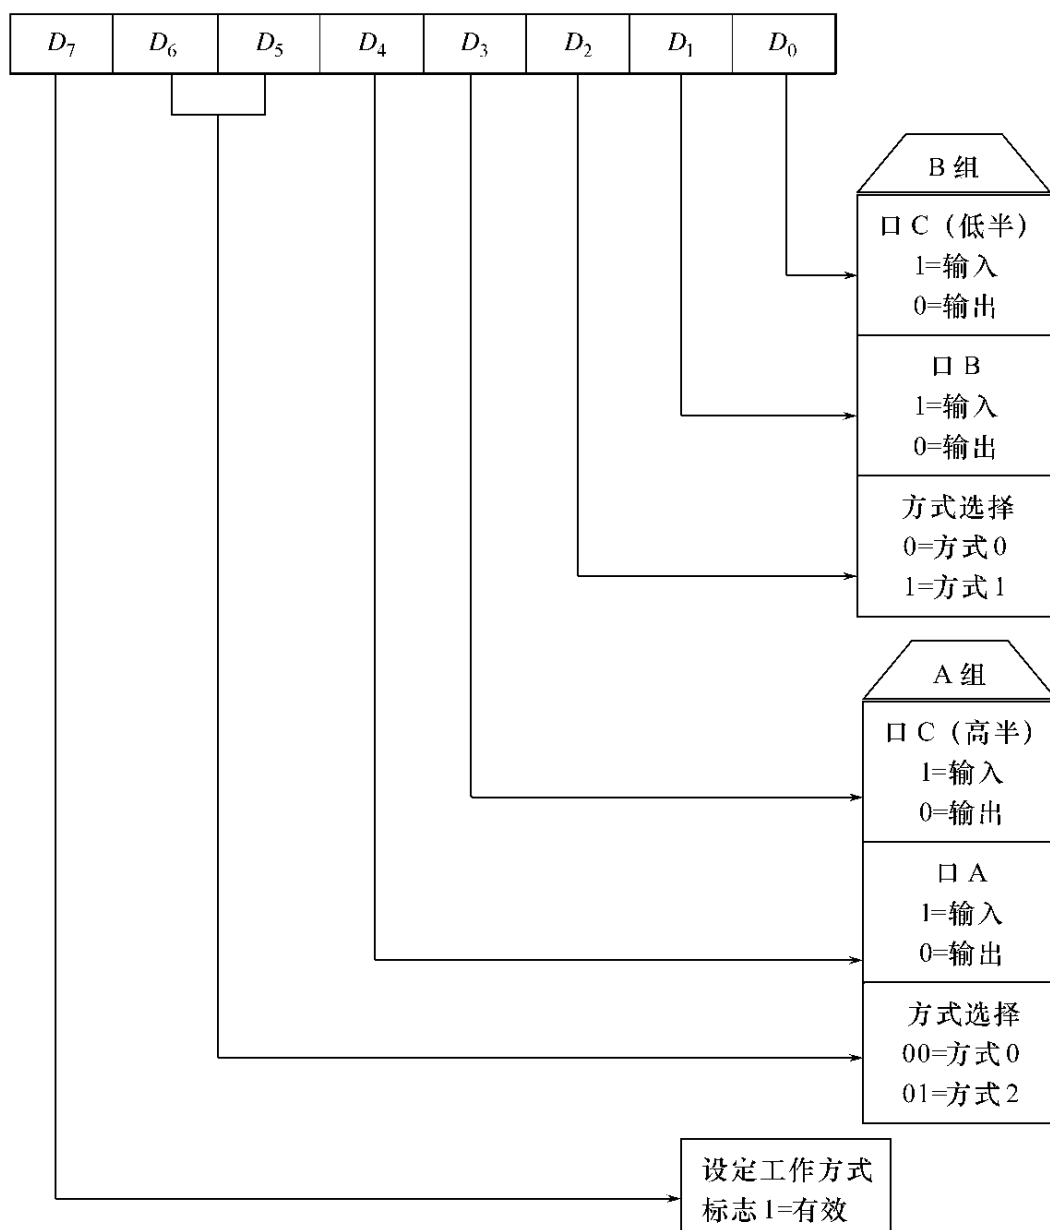 D7 D6 D5 D4 D3 D2 D1 D0
B 组
口 C（低半）
1=输入
0=输出
口 B
1=输入
0=输出
方式选择
0=方式 0
1=方式 1
A 组
口 C（高半）
1=输入
0=输出
口 A
1=输入
0=输出
方式选择
00=方式 0
01=方式 2
设定工作方式
标志 1=有效